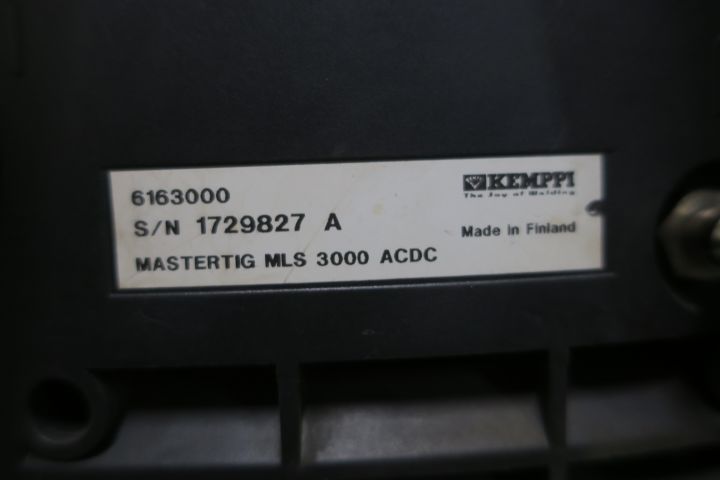 6163000
KEMPPI
The Joy of Welding
S/N 1729827 A
Made in Finland
MASTERTIG MLS 3000 ACDC